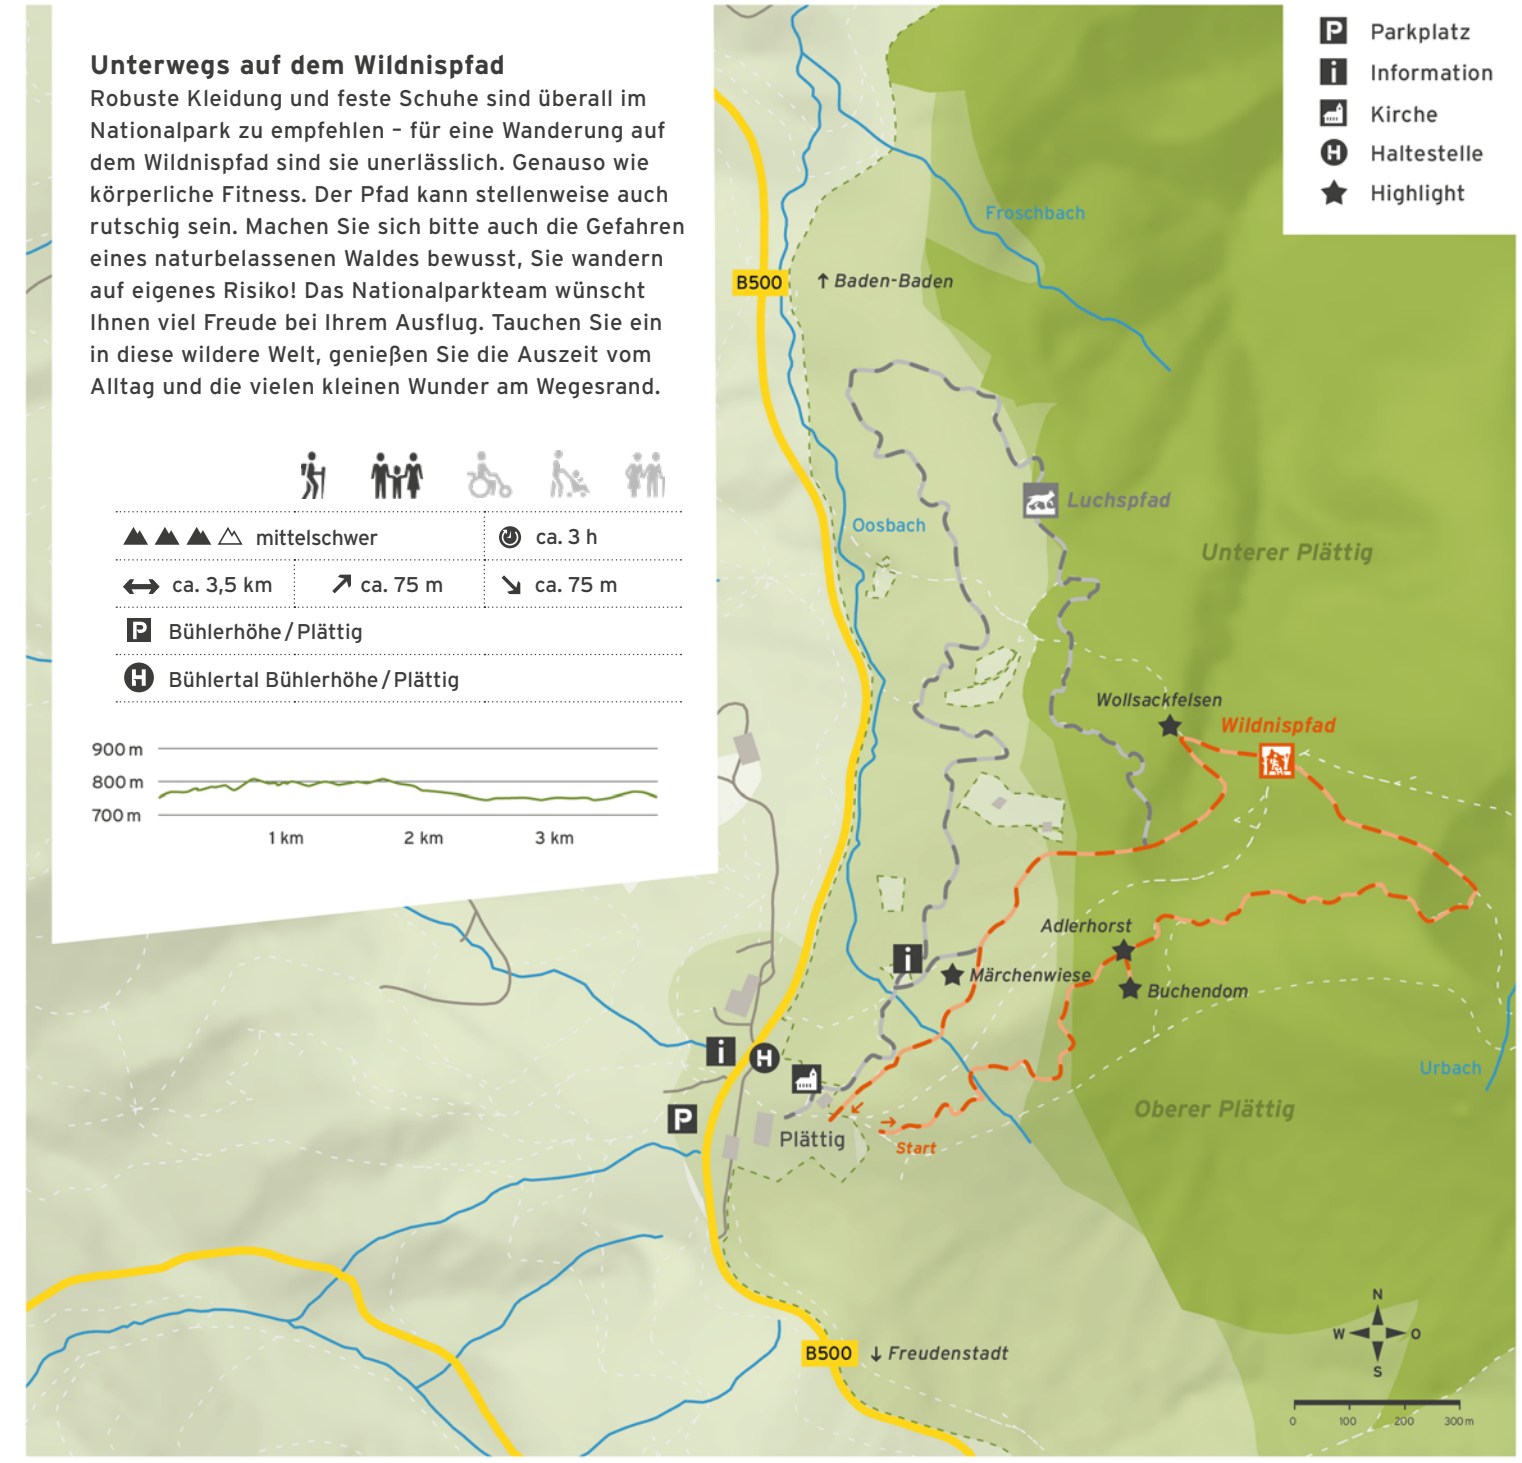 Unterwegs auf dem Wildnispfad
Robuste Kleidung und feste Schuhe sind überall im
Nationalpark zu empfehlen – für eine Wanderung auf
dem Wildnispfad sind sie unerlässlich. Genauso wie
körperliche Fitness. Der Pfad kann stellenweise auch
rutschig sein. Machen Sie sich bitte auch die Gefahren
eines naturbelassenen Waldes bewusst, Sie wandern
auf eigenes Risiko! Das Nationalparkteam wünscht
Ihnen viel Freude bei Ihrem Ausflug. Tauchen Sie ein
in diese wildere Welt, genießen Sie die Auszeit vom
Alltag und die vielen kleinen Wunder am Wegesrand.
mittelschwer
ca. 3 h
ca. 3,5 km
ca. 75 m
ca. 75 m
P Bühlerhöhe / Plättig
H Bühlertal Bühlerhöhe / Plättig
900 m
800 m
700 m
1 km
2 km
3 km
P Parkplatz
i Information
Kirche
H Haltestelle
Highlight
Froschbach
B500
↑ Baden-Baden
Luchspfad
Oosbach
Unterer Plättig
Wollsackfelsen
Wildnispfad
Adlerhorst
i
Märchenwiese
Buchendom
i
H
Urbach
P
Oberer Plättig
Plättig
Start
B500
↓ Freudenstadt
N
W
O
S
0
100
200
300 m